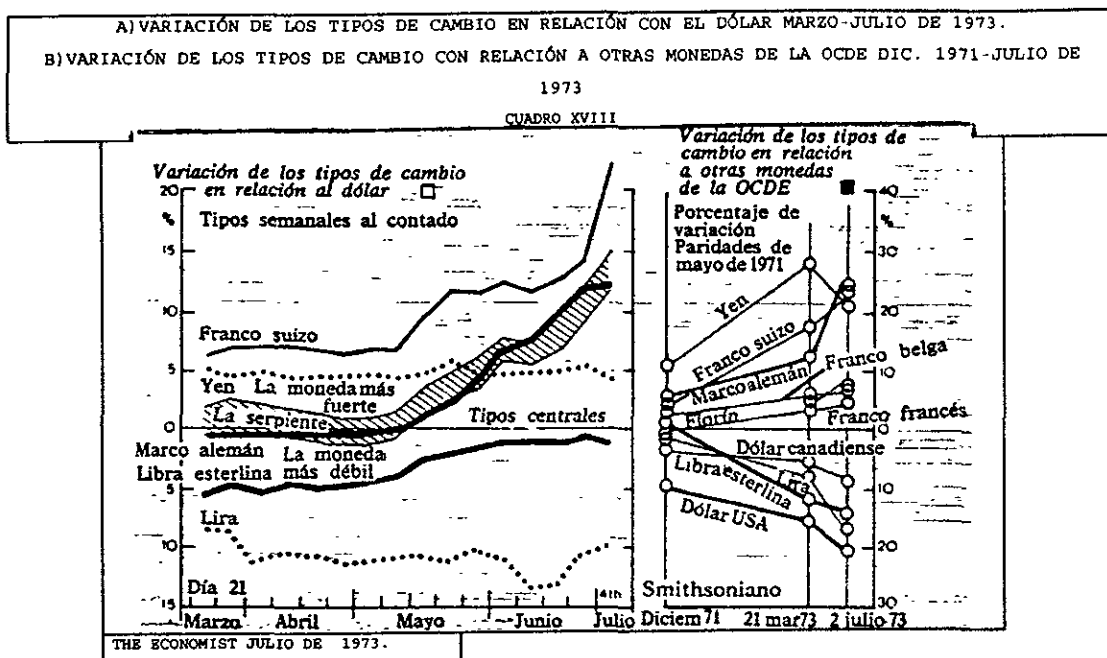 A)VARIACIÓN DE LOS TIPOS DE CAMBIO EN RELACIÓN CON EL DÓLAR MARZO-JULIO DE 1973.
B)VARIACIÓN DE LOS TIPOS DE CAMBIO CON RELACIÓN A OTRAS MONEDAS DE LA OCDE DIC. 1971-JULIO DE
1973
CUADRO XVIII
Variación de los tipos de cambio
en relación al dólar
20
%
Tipos semanales al contado
15
10
5
0
5
10
15
Franco suizo
Yen
La moneda más
fuerte
La serpiente
Tipos centrales
Marco alemán
La moneda
más débil
Libra esterlina
Lira
Día 21
4th
Marzo
Abril
Mayo
Junio
Julio
Variación de los tipos de
cambio en relación
a otras monedas
de la OCDE
40
%
30
20
10
0
10
20
30
Porcentaje de
variación
Paridades de
mayo de 1971
Yen
Franco suizo
Marco alemán
Franco belga
Florín
Franco francés
Dólar canadiense
Lira
Libra esterlina
Dólar USA
Smithsoniano
Diciem 71
21 mar 73
2 julio 73
THE ECONOMIST JULIO DE 1973.